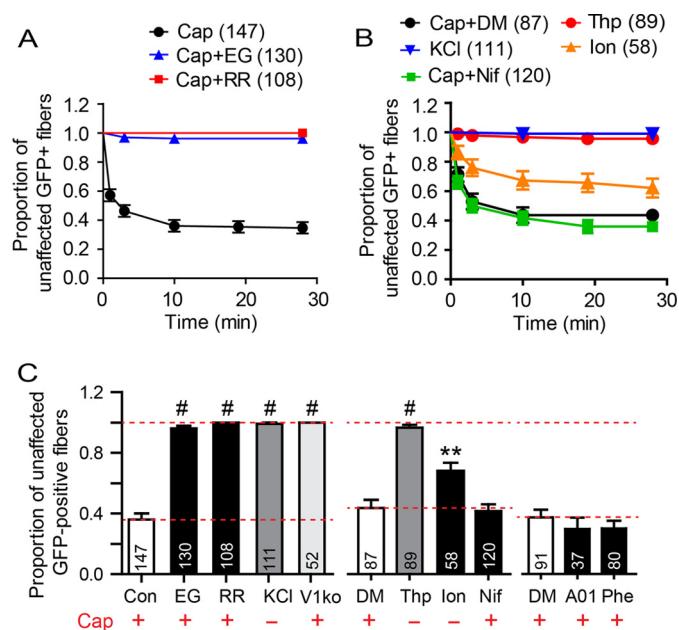 A
Cap (147)
Cap+EG (130)
Cap+RR (108)
Proportion of
unaffected GFP+ fibers
1.2
1.0
0.8
0.6
0.4
0.2
0.0
0 10 20 30
Time (min)
B
Cap+DM (87) Thp (89)
KCl (111) Ion (58)
Cap+Nif (120)
Proportion of
unaffected GFP+ fibers
1.2
1.0
0.8
0.6
0.4
0.2
0.0
0 10 20 30
Time (min)
C
Proportion of unaffected
GFP-positive fibers
1.2
0.8
0.4
0.0
# # # # # **
147 130 108 111 52 87 89 58 120 91 37 80
Con EG RR KCl V1ko DM Thp Ion Nif DM A01 Phe
Cap + + + − + + − − + + + +